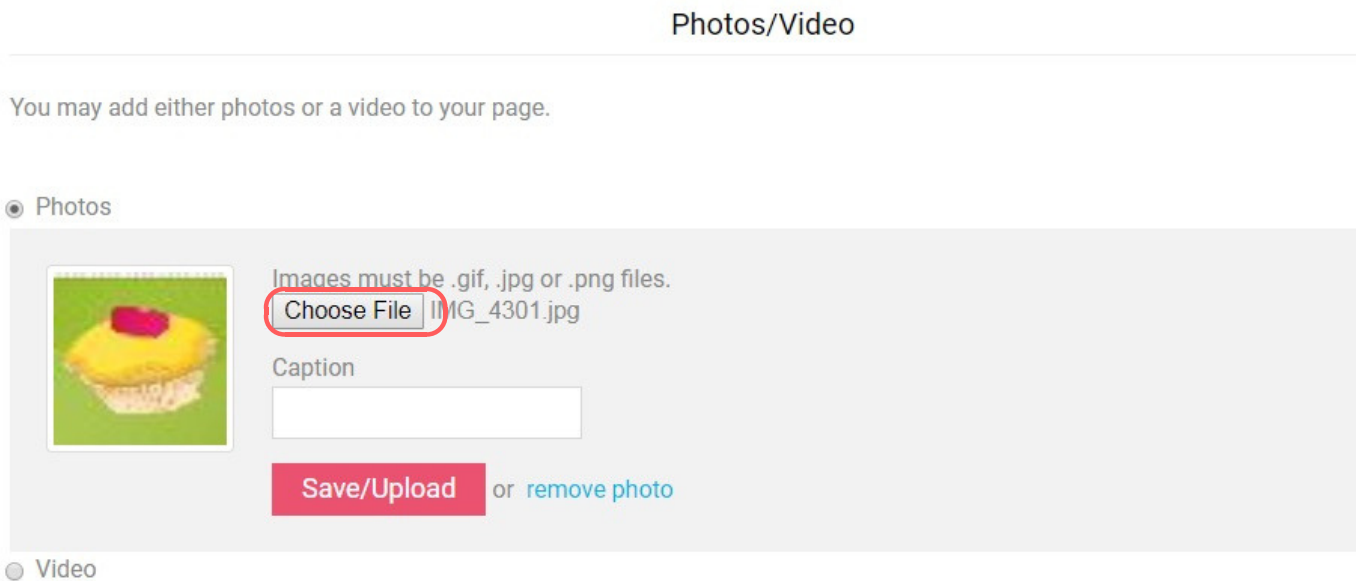 Photos/Video
You may add either photos or a video to your page.
Photos
Images must be .gif, .jpg or .png files.
Choose File IMG_4301.jpg
Caption
Save/Upload or remove photo
Video